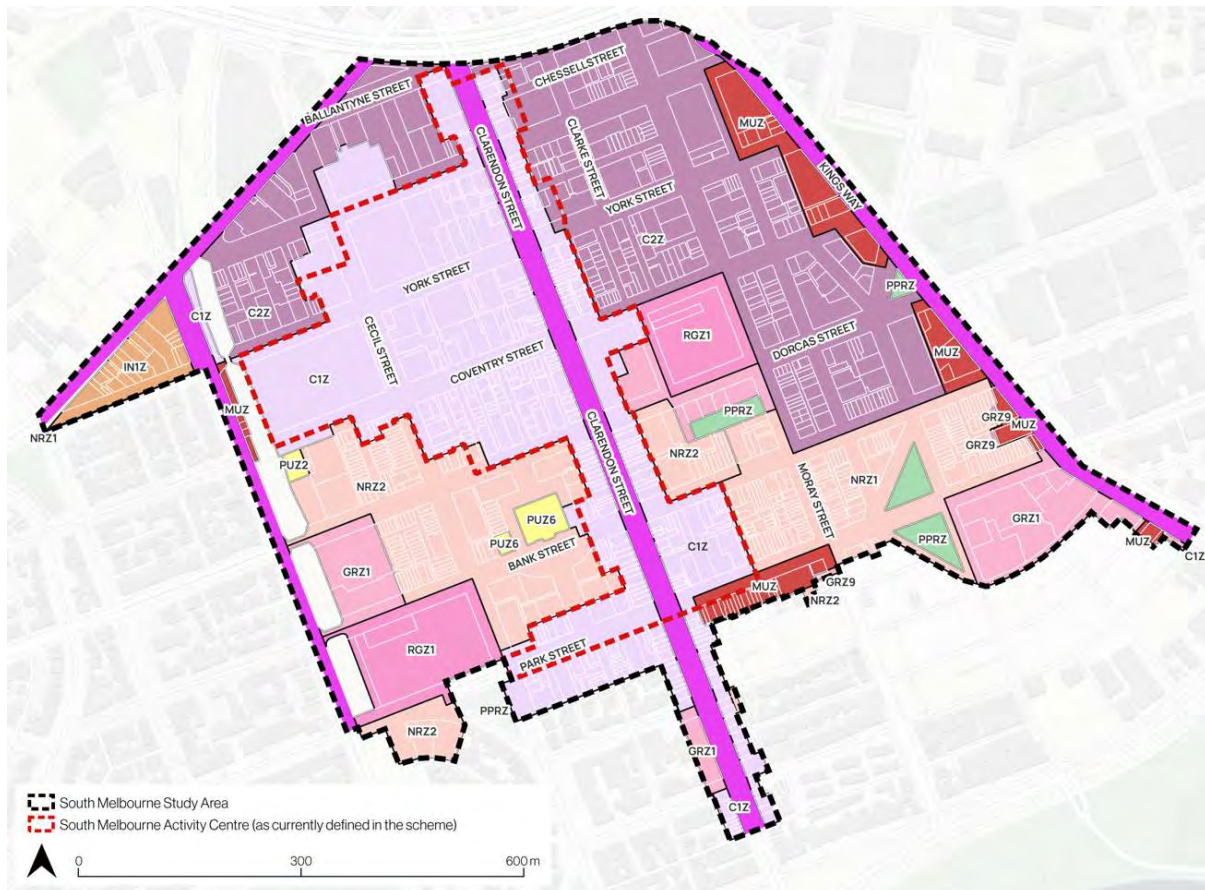 BALLANTYNE STREET
CHESSELLSTREET
MUZ
CLARENDON STREET
CLARKE STREET
KINGS WAY
YORK STREET
C2Z
PPRZ
YORK STREET
C1Z
C2Z
RGZ1
DORCAS STREET
CECIL STREET
COVENTRY STREET
MUZ
IN1Z
C1Z
MUZ
PPRZ
GRZ9
MUZ
NRZ1
GRZ9
PUZ2
NRZ2
NRZ2
MORAY STREET
NRZ1
CLARENDON STREET
PUZ6
GRZ1
PUZ6
BANK STREET
C1Z
PPRZ
MUZ
C1Z
GRZ1
MUZ
GRZ9
NRZ2
RGZ1
PARK STREET
PPRZ
NRZ2
GRZ1
C1Z
South Melbourne Study Area
South Melbourne Activity Centre (as currently defined in the scheme)
0 300 600 m